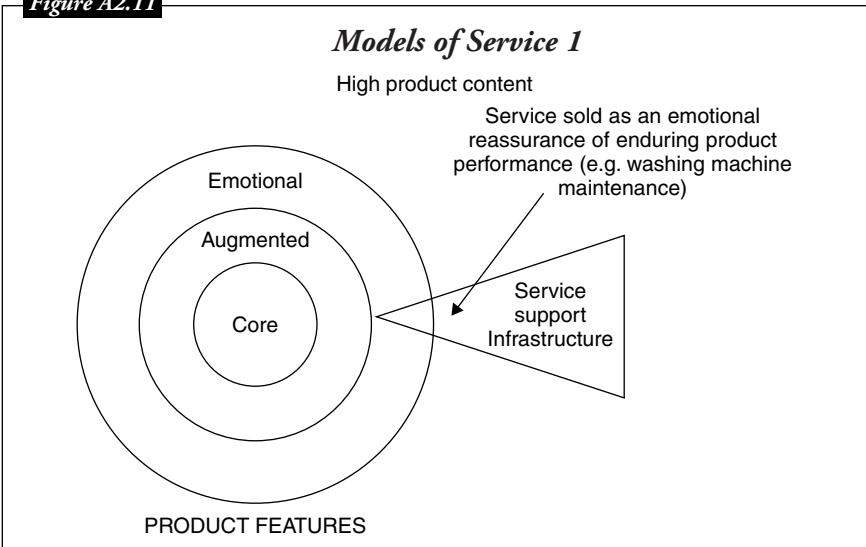 Figure A2.11
Models of Service 1
High product content
Service sold as an emotional
reassurance of enduring product
performance (e.g. washing machine
maintenance)
Emotional
Augmented
Core
Service
support
Infrastructure
PRODUCT FEATURES